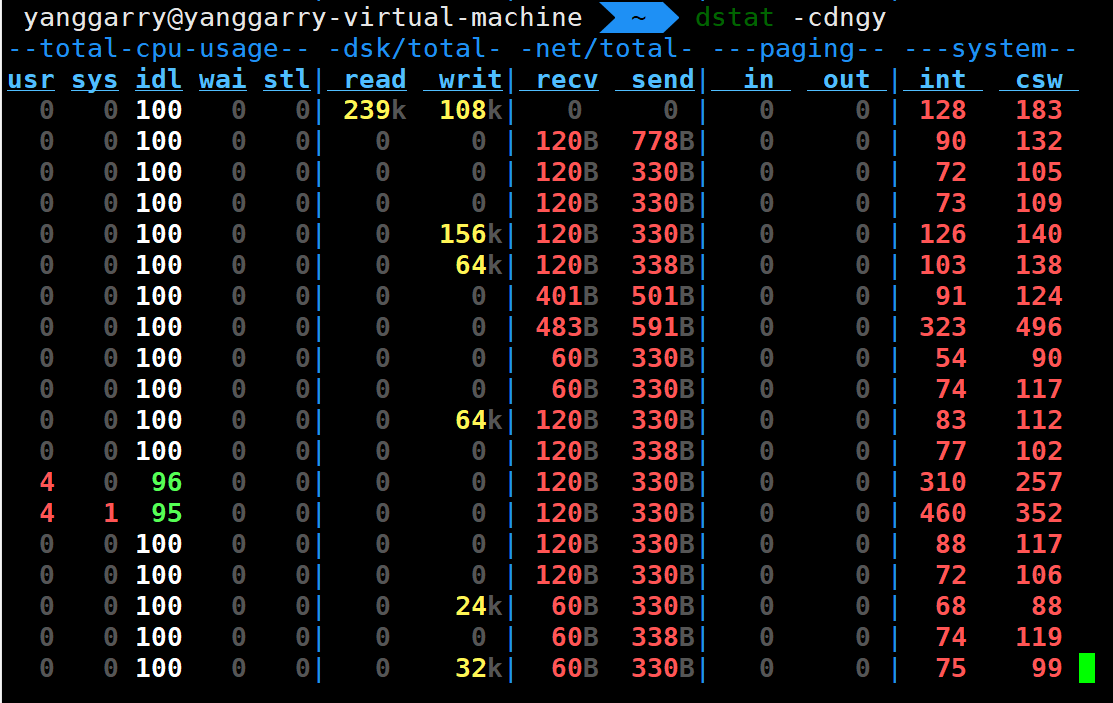 yanggarry@yanggarry-virtual-machine ~ dstat -cdngy
--total-cpu-usage-- -dsk/total- -net/total- ---paging-- ---system--
usr sys idl wai stl| read  writ| recv  send|  in   out | int   csw
  0   0 100   0   0| 239k  108k|   0     0 |   0     0 | 128   183
  0   0 100   0   0|   0     0 | 120B  778B|   0     0 |  90   132
  0   0 100   0   0|   0     0 | 120B  330B|   0     0 |  72   105
  0   0 100   0   0|   0     0 | 120B  330B|   0     0 |  73   109
  0   0 100   0   0|   0   156k| 120B  330B|   0     0 | 126   140
  0   0 100   0   0|   0    64k| 120B  338B|   0     0 | 103   138
  0   0 100   0   0|   0     0 | 401B  501B|   0     0 |  91   124
  0   0 100   0   0|   0     0 | 483B  591B|   0     0 | 323   496
  0   0 100   0   0|   0     0 |  60B  330B|   0     0 |  54    90
  0   0 100   0   0|   0     0 |  60B  330B|   0     0 |  74   117
  0   0 100   0   0|   0    64k| 120B  330B|   0     0 |  83   112
  0   0 100   0   0|   0     0 | 120B  338B|   0     0 |  77   102
  4   0  96   0   0|   0     0 | 120B  330B|   0     0 | 310   257
  4   1  95   0   0|   0     0 | 120B  330B|   0     0 | 460   352
  0   0 100   0   0|   0     0 | 120B  330B|   0     0 |  88   117
  0   0 100   0   0|   0     0 | 120B  330B|   0     0 |  72   106
  0   0 100   0   0|   0    24k|  60B  330B|   0     0 |  68    88
  0   0 100   0   0|   0     0 |  60B  338B|   0     0 |  74   119
  0   0 100   0   0|   0    32k|  60B  330B|   0     0 |  75    99